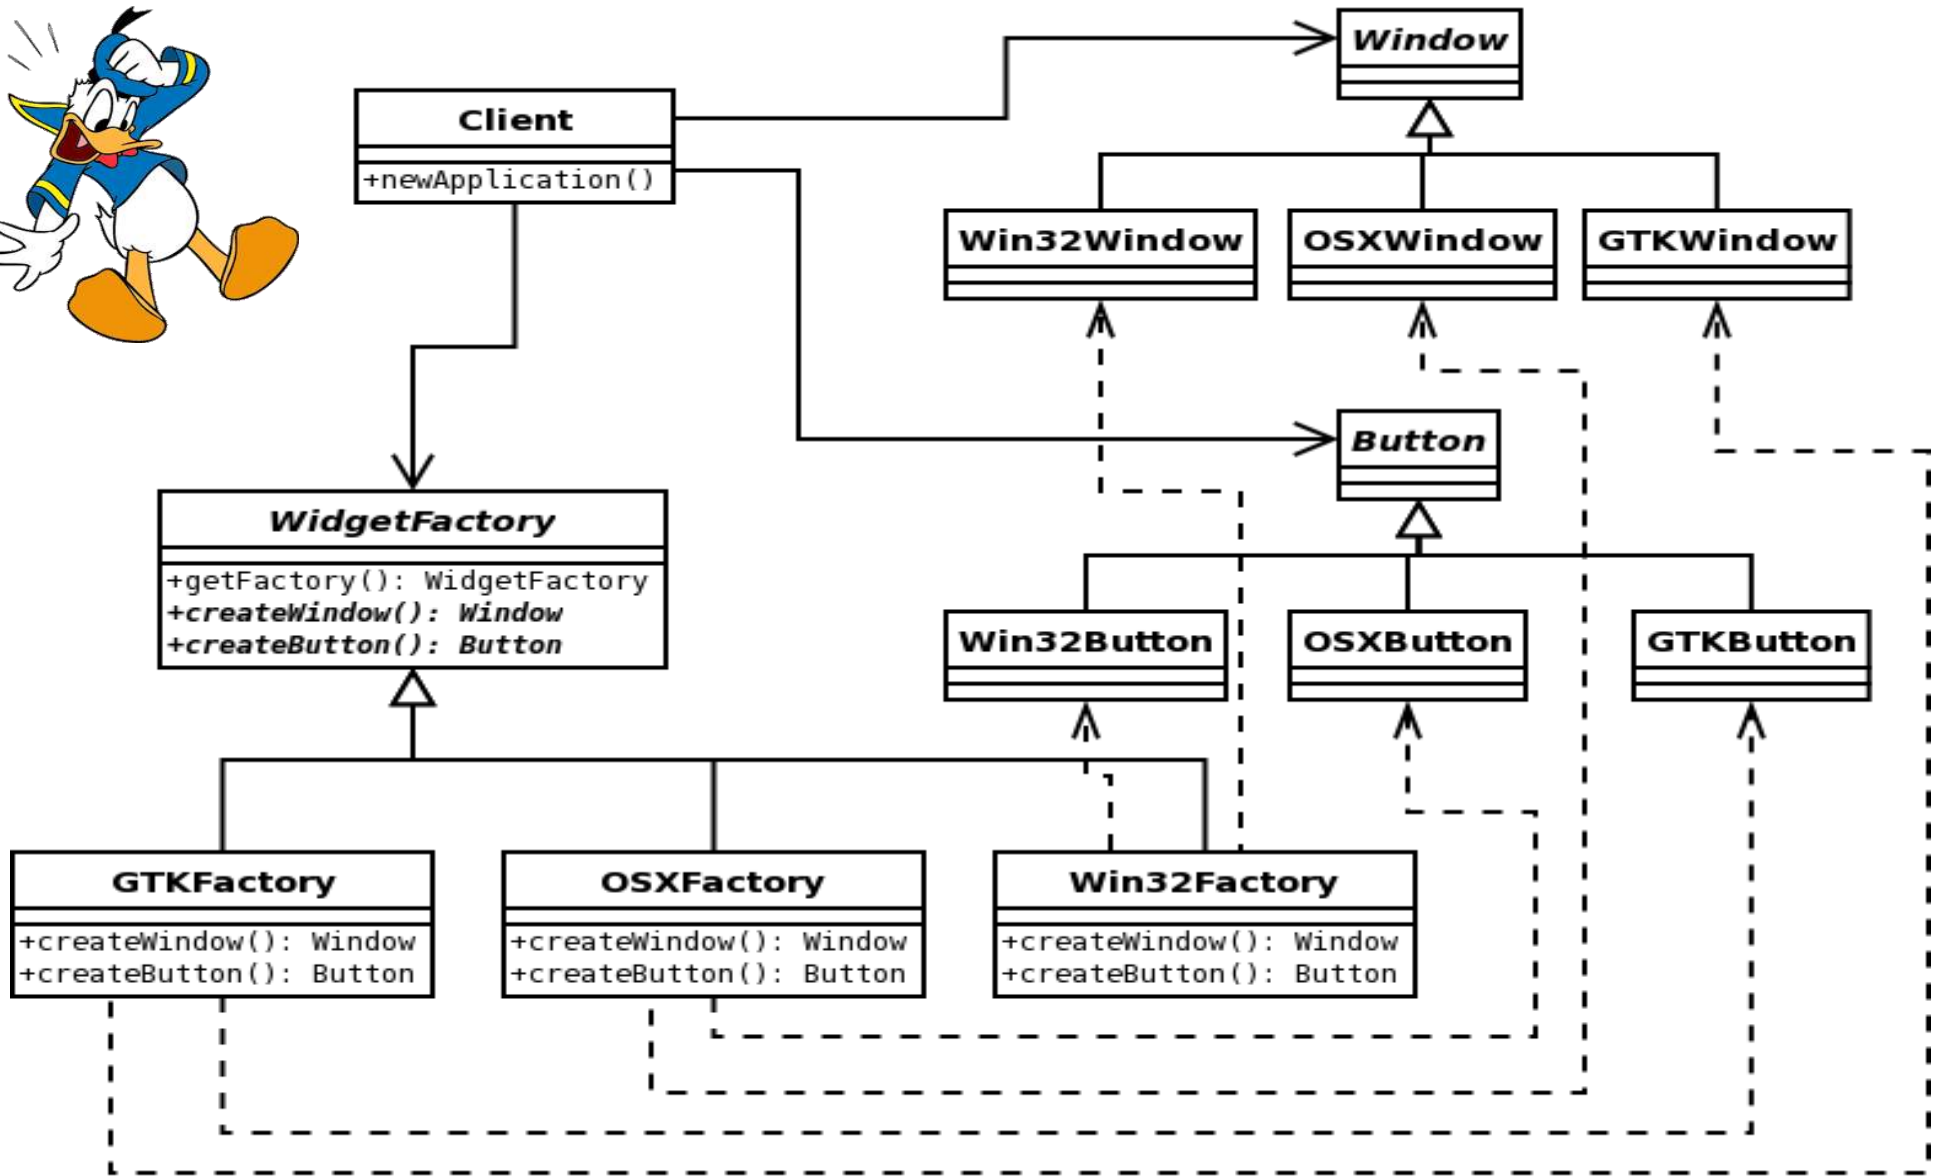 Window
Client
+newApplication()
Win32Window
OSXWindow
GTKWindow
Button
WidgetFactory
+getFactory(): WidgetFactory
+createWindow(): Window
+createButton(): Button
Win32Button
OSXButton
GTKButton
GTKFactory
+createWindow(): Window
+createButton(): Button
OSXFactory
+createWindow(): Window
+createButton(): Button
Win32Factory
+createWindow(): Window
+createButton(): Button